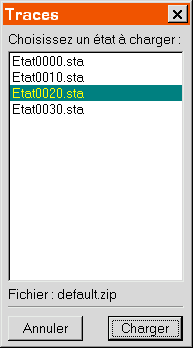 Traces
Choisissez un état à charger :
Etat0000.sta
Etat0010.sta
Etat0020.sta
Etat0030.sta
Fichier : default.zip
Annuler Charger